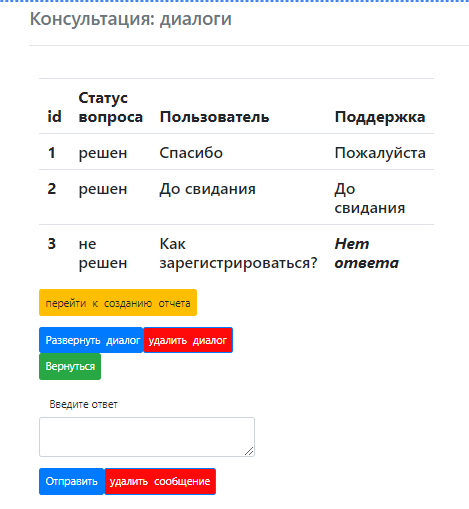 Консультация: диалоги
id Статус вопроса Пользователь Поддержка
1 решен Спасибо Пожалуйста
2 решен До свидания До свидания
3 не решен Как зарегистрироваться? Нет ответа
перейти к созданию отчета
Развернуть диалог удалить диалог
Вернуться
Введите ответ
Отправить удалить сообщение